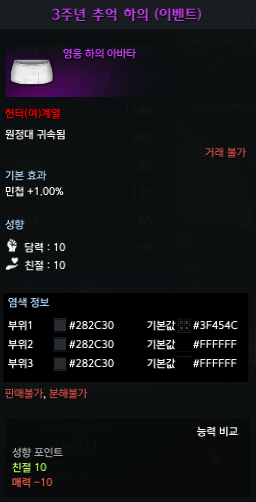 3주년 추억 하의 (이벤트)
영웅 하의 아바타
헌터(여)계열
원정대 귀속됨
거래 불가
기본 효과
민첩 +1.00%
성향
담력 : 10
친절 : 10
염색 정보
부위1 #282C30 기본값 #3F454C
부위2 #282C30 기본값 #FFFFFF
부위3 #282C30 기본값 #FFFFFF
판매불가, 분해불가
능력 비교
성향 포인트
친절 10
매력 -10